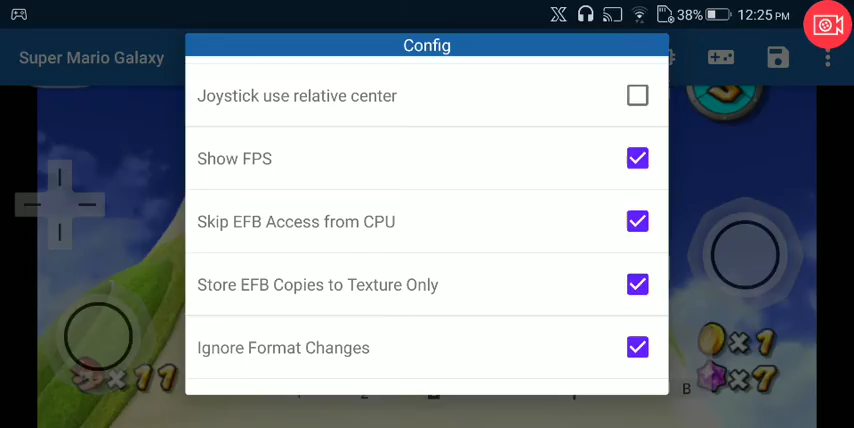 38% 12:25 PM
Config
Super Mario Galaxy
Joystick use relative center
Show FPS
Skip EFB Access from CPU
Store EFB Copies to Texture Only
Ignore Format Changes
×1
×11
×7
B